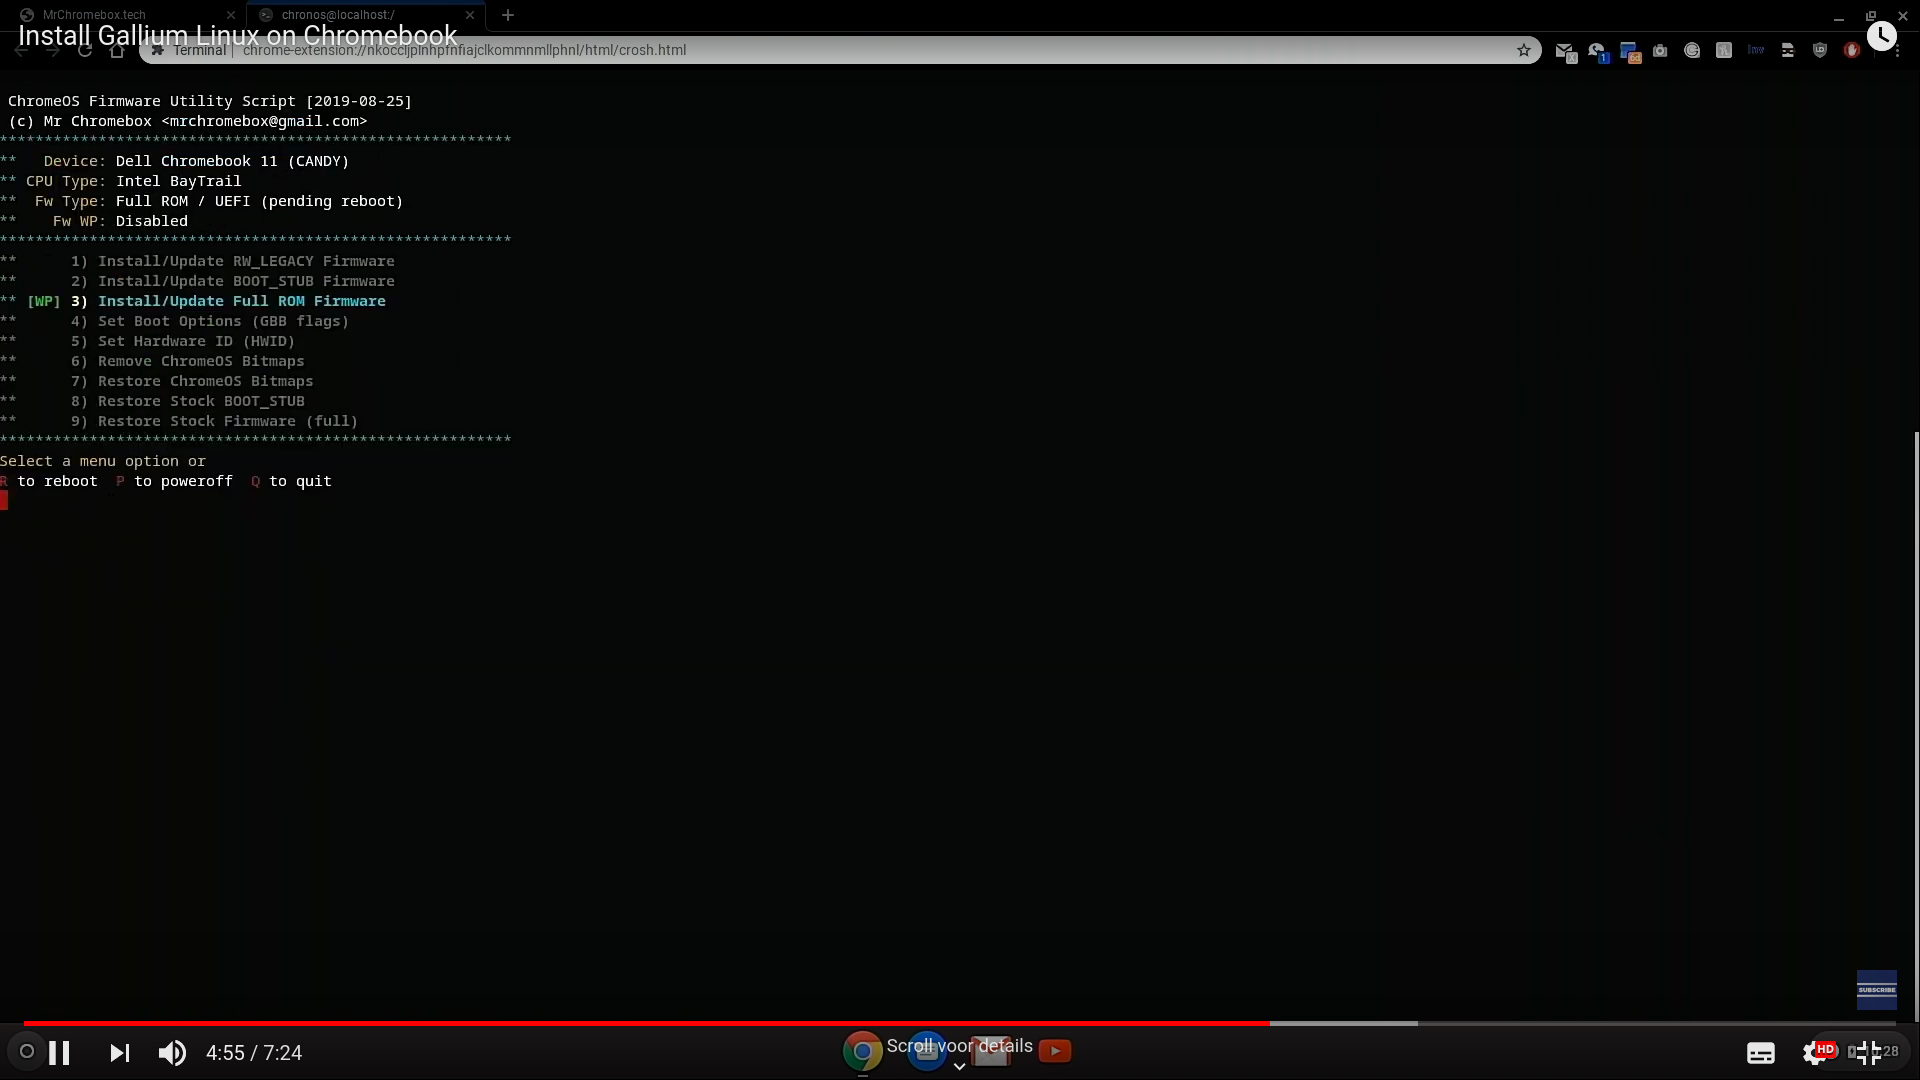 MrChromebox.tech
chronos@localhost:/
Install Gallium Linux on Chromebook
Terminal
chrome-extension://nkoccljplnhpfnfiajclkommnmllphnl/html/crosh.html
ChromeOS Firmware Utility Script [2019-08-25]
(c) Mr Chromebox <mrchromebox@gmail.com>
*********************************************************
** Device: Dell Chromebook 11 (CANDY)
** CPU Type: Intel BayTrail
** Fw Type: Full ROM / UEFI (pending reboot)
** Fw WP: Disabled
*********************************************************
** 1) Install/Update RW_LEGACY Firmware
** 2) Install/Update BOOT_STUB Firmware
** [WP] 3) Install/Update Full ROM Firmware
** 4) Set Boot Options (GBB flags)
** 5) Set Hardware ID (HWID)
** 6) Remove ChromeOS Bitmaps
** 7) Restore ChromeOS Bitmaps
** 8) Restore Stock BOOT_STUB
** 9) Restore Stock Firmware (full)
*********************************************************
Select a menu option or
R to reboot P to poweroff Q to quit
SUBSCRIBE
4:55 / 7:24
Scroll voor details
HD